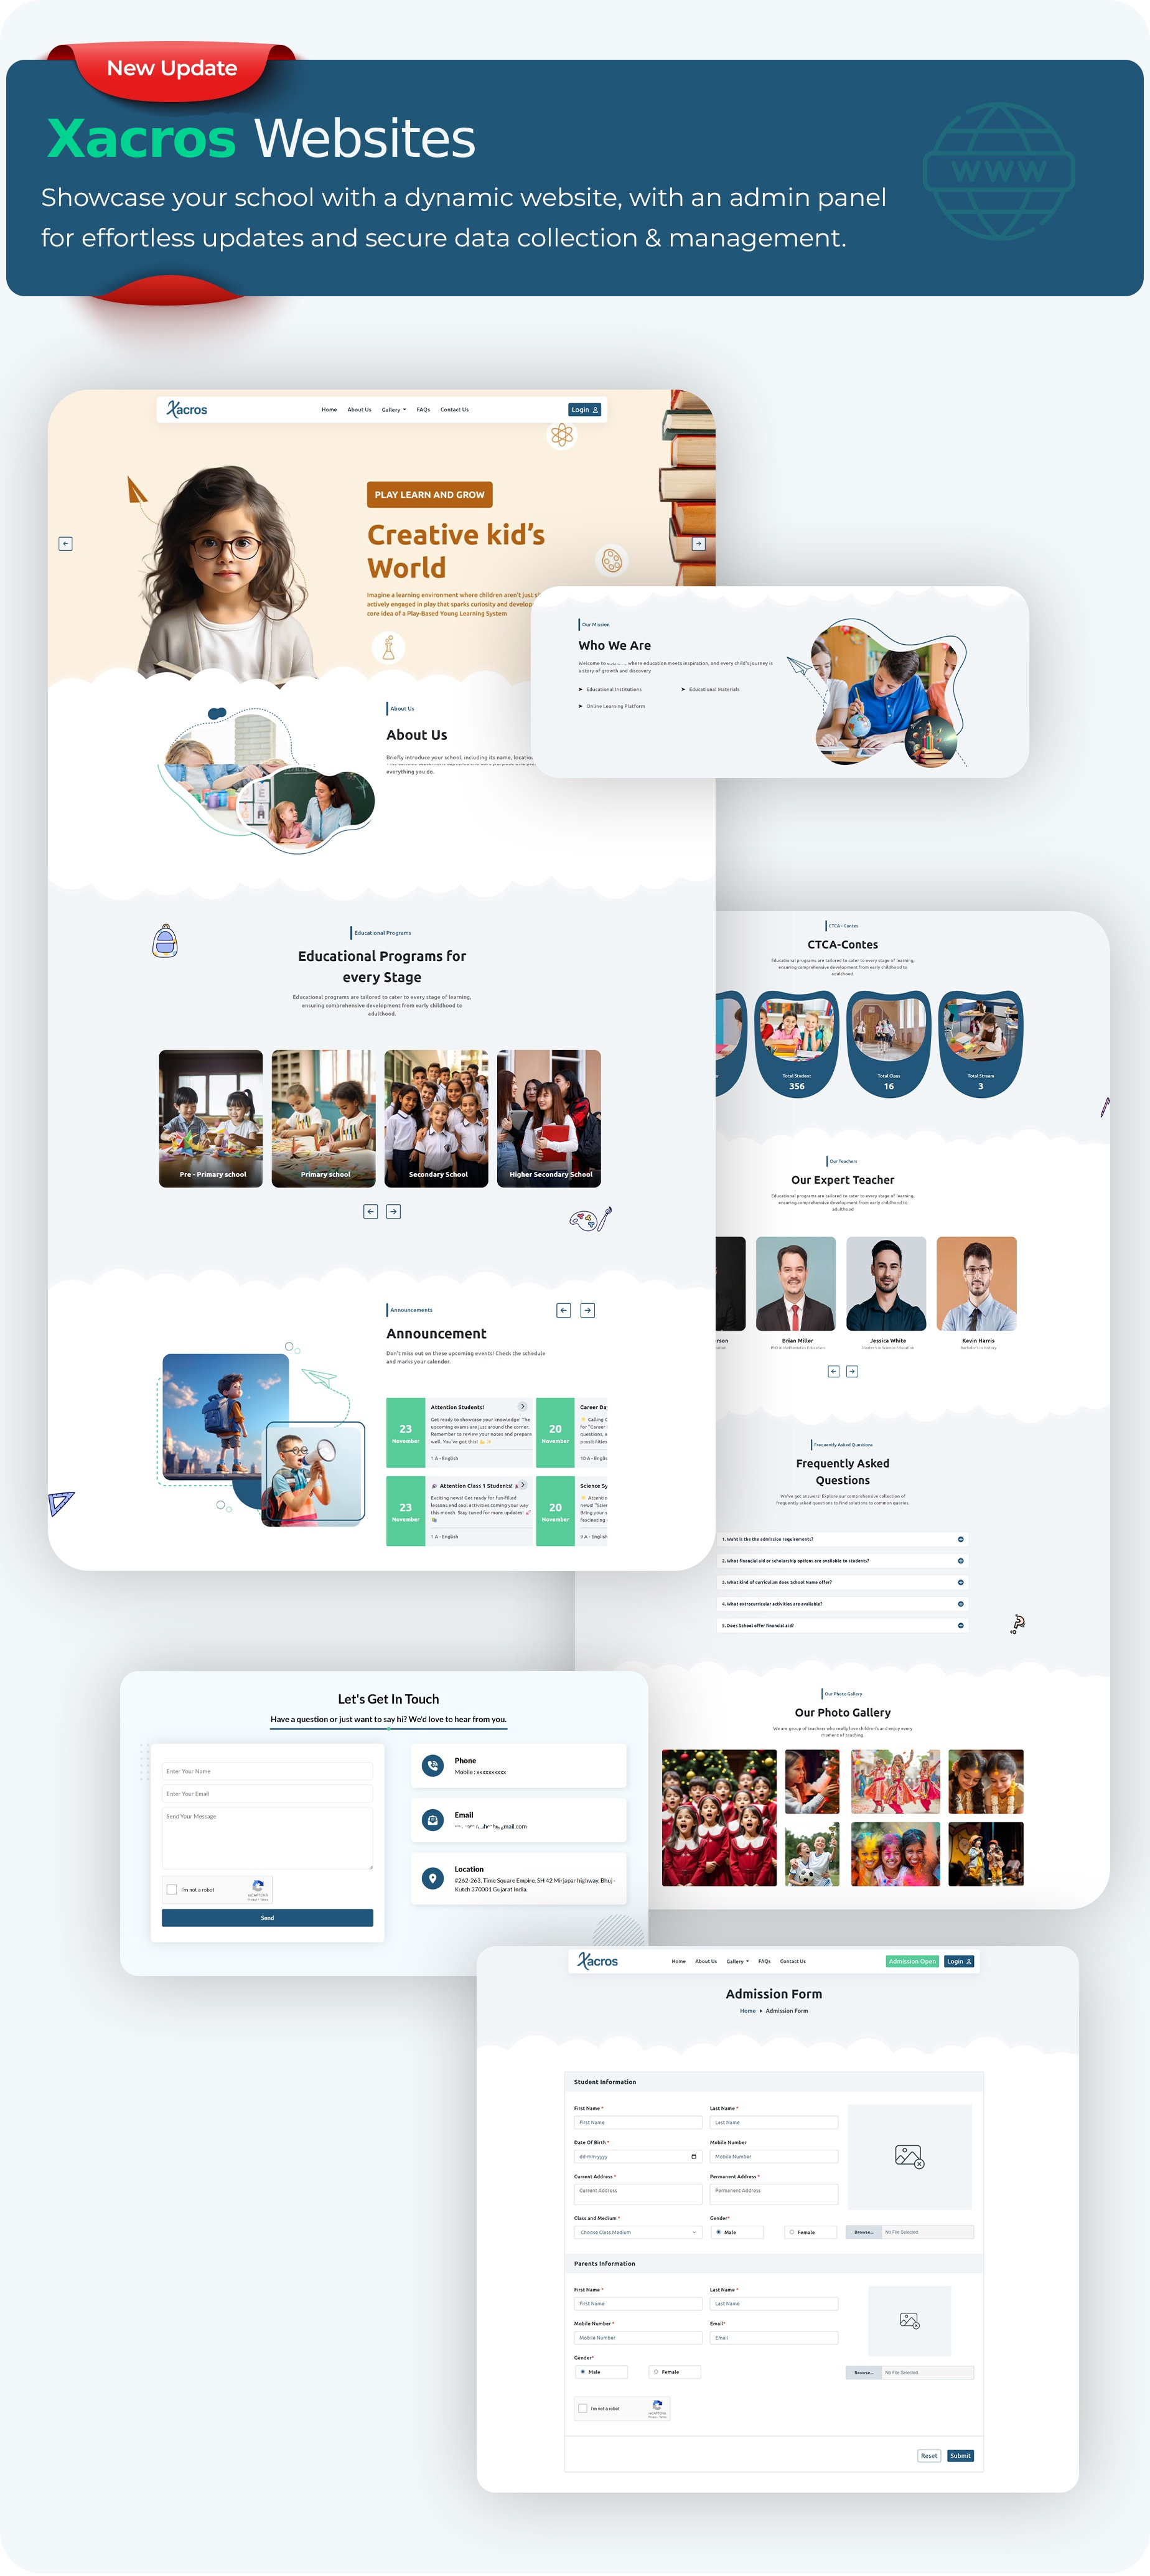 New Update
Xacros Websites
Showcase your school with a dynamic website, with an admin panel
for effortless updates and secure data collection & management.
Xacros
Home About Us Gallery FAQs Contact Us
Login
PLAY LEARN AND GROW
Creative kid's
World
Imagine a learning environment where children aren't just
actively engaged in play that sparks curiosity and
core idea of a Play-Based Young Learning System
Our Mission
Who We Are
Welcome to where education meets inspiration, and every child's journey is
a story of growth and discovery
Educational Institutions
Educational Materials
Online Learning Platform
About Us
About Us
Briefly introduce your school, including its name,
everything you do.
Educational Programs
Educational Programs for
every Stage
Educational programs are tailored to cater to every stage of learning,
ensuring comprehensive development from early childhood to
adulthood.
Pre - Primary school
Primary school
Secondary School
Higher Secondary School
Announcements
Announcement
Don't miss out on these upcoming events! Check the schedule
and marks your calender.
23
November
Attention Students!
Get ready to showcase your knowledge! The
upcoming exams are just around the corner.
Remember to review your notes and prepare
well. You've got this! 💪 ✨
1 A - English
20
November
Career
for "Career
questions,
possibilities
10 A -
23
November
Attention Class 1 Students!
Exciting news! Get ready for fun-filled
lessons and cool activities coming your way
this month. Stay tuned for more updates! 🚀
1 A - English
20
November
Science
Bring your
9 A -
CTCA - Contes
CTCA-Contes
Educational programs are tailored to cater to every stage of learning,
ensuring comprehensive development from early childhood to
adulthood.
Total Student
356
Total Class
16
Total Stream
3
Our Teachers
Our Expert Teacher
Educational programs are tailored to cater to every stage of learning,
ensuring comprehensive development from early childhood to
adulthood
Brian Miller
PhD in Mathematics Education
Jessica White
Master's in Science Education
Kevin Harris
Bachelor's in History
Frequently Asked Questions
Frequently Asked
Questions
We've got answers! Explore our comprehensive collection of
frequently asked questions to find solutions to common queries.
1. Waht is the the admission requirements?
2. What financial aid or scholarship options are available to students?
3. What kind of curriculum does School Name offer?
4. What extracurricular activities are available?
5. Does School offer financial aid?
Our Photo Gallery
Our Photo Gallery
We are group of teachers who really love children's and enjoy every
moment of teaching
Let's Get In Touch
Have a question or just want to say hi? We'd love to hear from you.
Enter Your Name
Enter Your Email
Send Your Message
I'm not a robot
reCAPTCHA
Privacy - Terms
Send
Phone
Mobile : xxxxxxxxxx
Email
Location
#262-263, Time Square Empire, SH 42 Mirjapar highway, Bhuj -
Kutch 370001 Gujarat India.
Xacros
Home About Us Gallery FAQs Contact Us
Admission Open
Login
Admission Form
Home Admission Form
Student Information
First Name * Last Name *
First Name Last Name
Date Of Birth * Mobile Number
dd-mm-yyyy Mobile Number
Current Address * Permanent Address *
Current Address Permanent Address
Class and Medium * Gender*
Choose Class Medium Male Female
Browse... No File Selected.
Parents Information
First Name * Last Name *
First Name Last Name
Mobile Number * Email*
Mobile Number Email
Gender*
Male Female
Browse... No File Selected.
I'm not a robot
reCAPTCHA
Privacy - Terms
Reset Submit
WWW